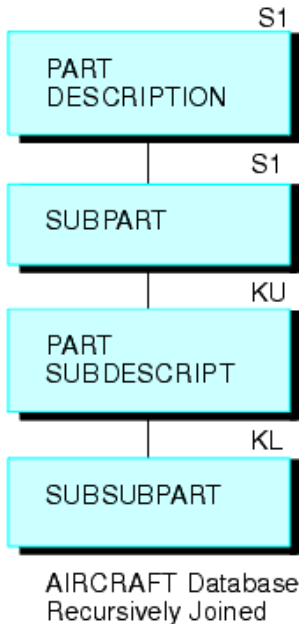 S1
PART
DESCRIPTION
S1
SUBPART
KU
PART
SUBDESCRIPT
KL
SUBSUBPART
AIRCRAFT Database
Recursively Joined